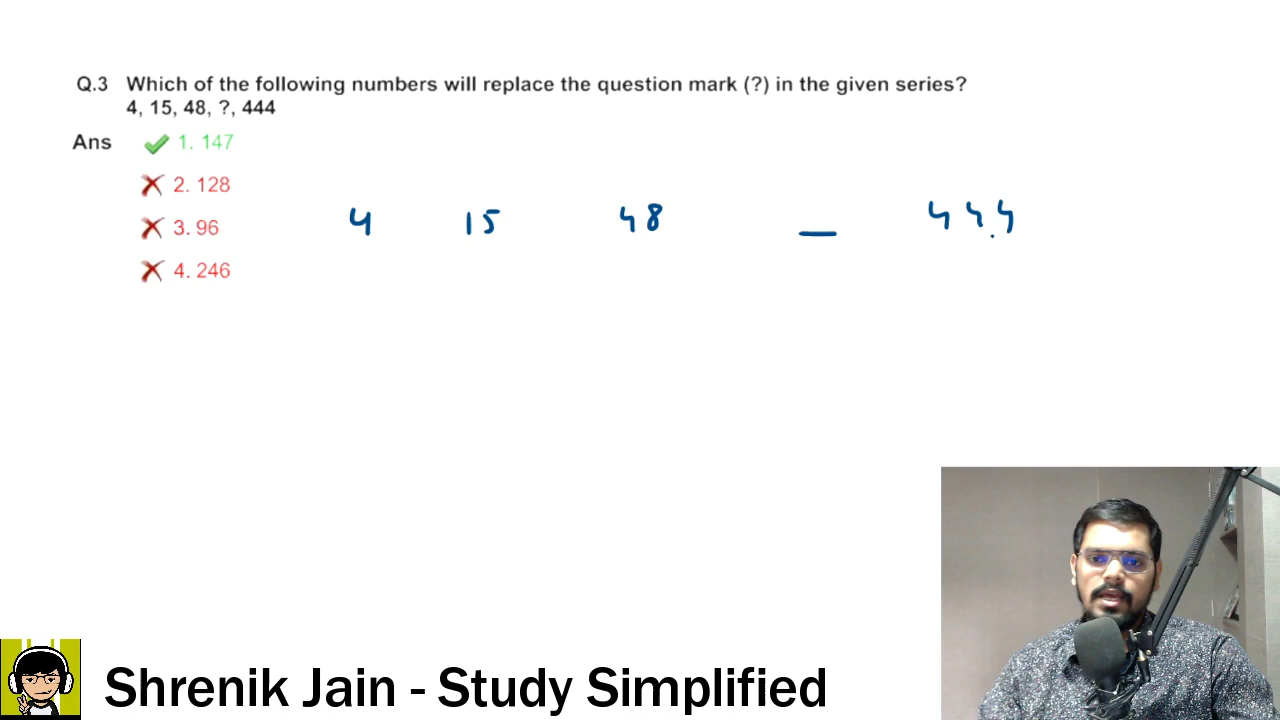 Q.3 Which of the following numbers will replace the question mark (?) in the given series?
4, 15, 48, ?, 444
Ans 1. 147
2. 128
3. 96
4. 246
4 15 48 _ 444
Shrenik Jain - Study Simplified